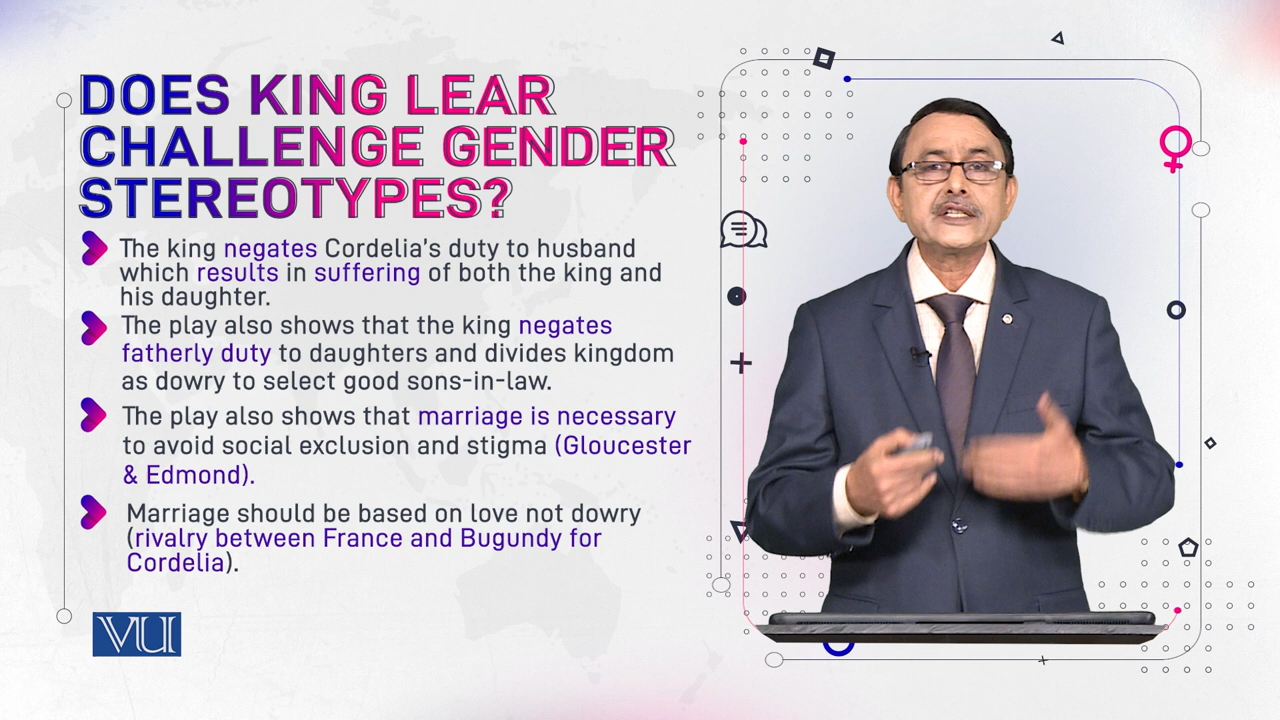 DOES KING LEAR
CHALLENGE GENDER
STEREOTYPES?
The king negates Cordelia's duty to husband
which results in suffering of both the king and
his daughter.
The play also shows that the king negates
fatherly duty to daughters and divides kingdom
as dowry to select good sons-in-law.
The play also shows that marriage is necessary
to avoid social exclusion and stigma (Gloucester
& Edmond).
Marriage should be based on love not dowry
(rivalry between France and Bugundy for
Cordelia).
VU